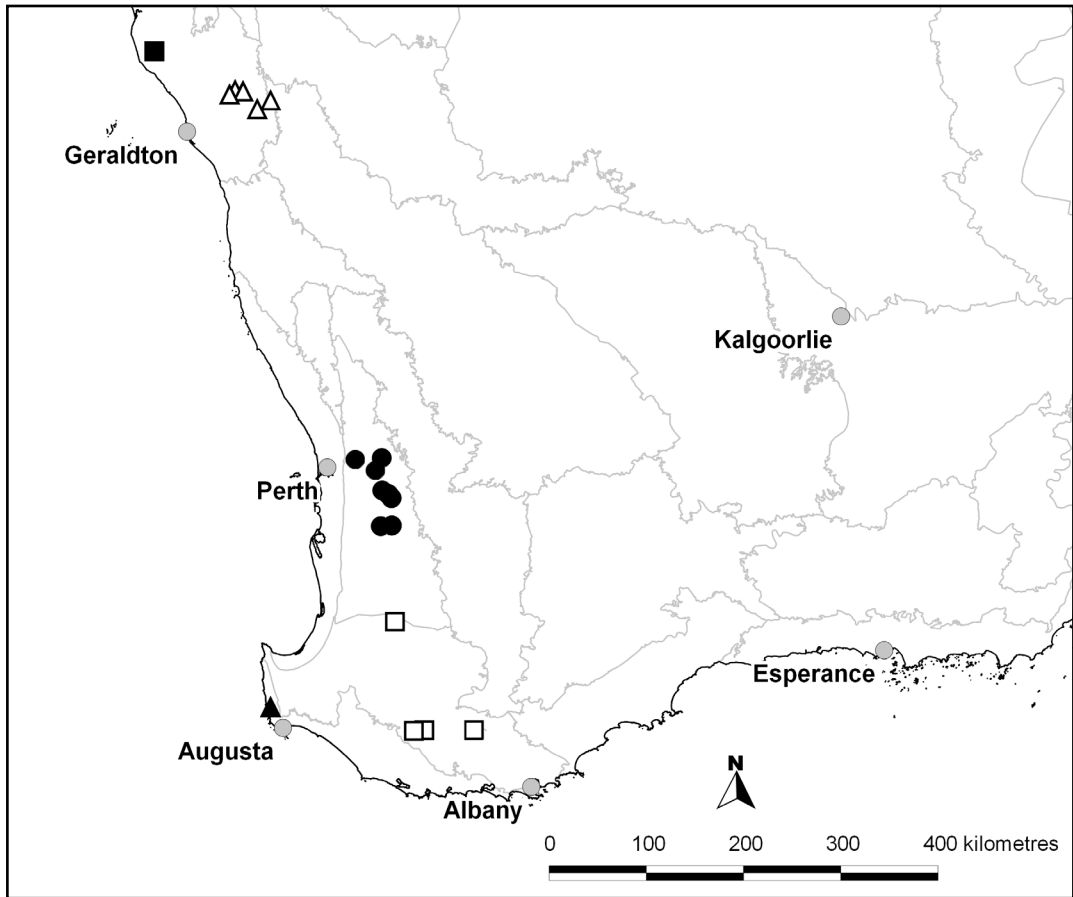 Geraldton
Kalgoorlie
Perth
Esperance
Augusta
Albany
N
0 100 200 300 400 kilometres